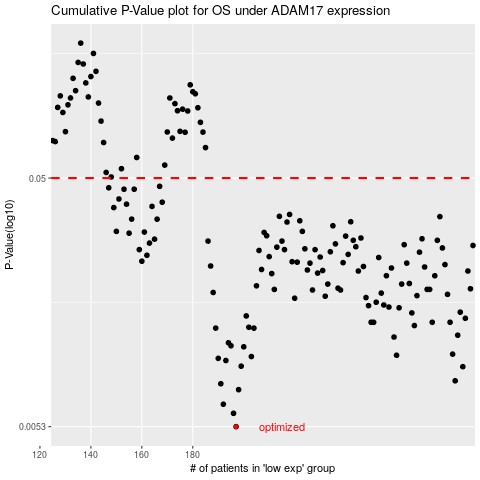 Cumulative P-Value plot for OS under ADAM17 expression
P-Value(log10)
0.05
0.0053
optimized
120 140 160 180
# of patients in 'low exp' group